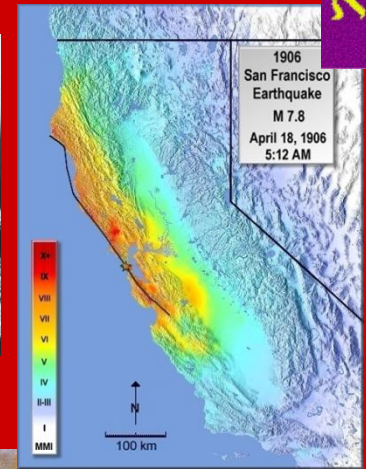 1906
San Francisco
Earthquake
M 7.8
April 18, 1906
5:12 AM
X+
IX
VIII
VII
VI
V
IV
II-III
I
MMI
N
100 km